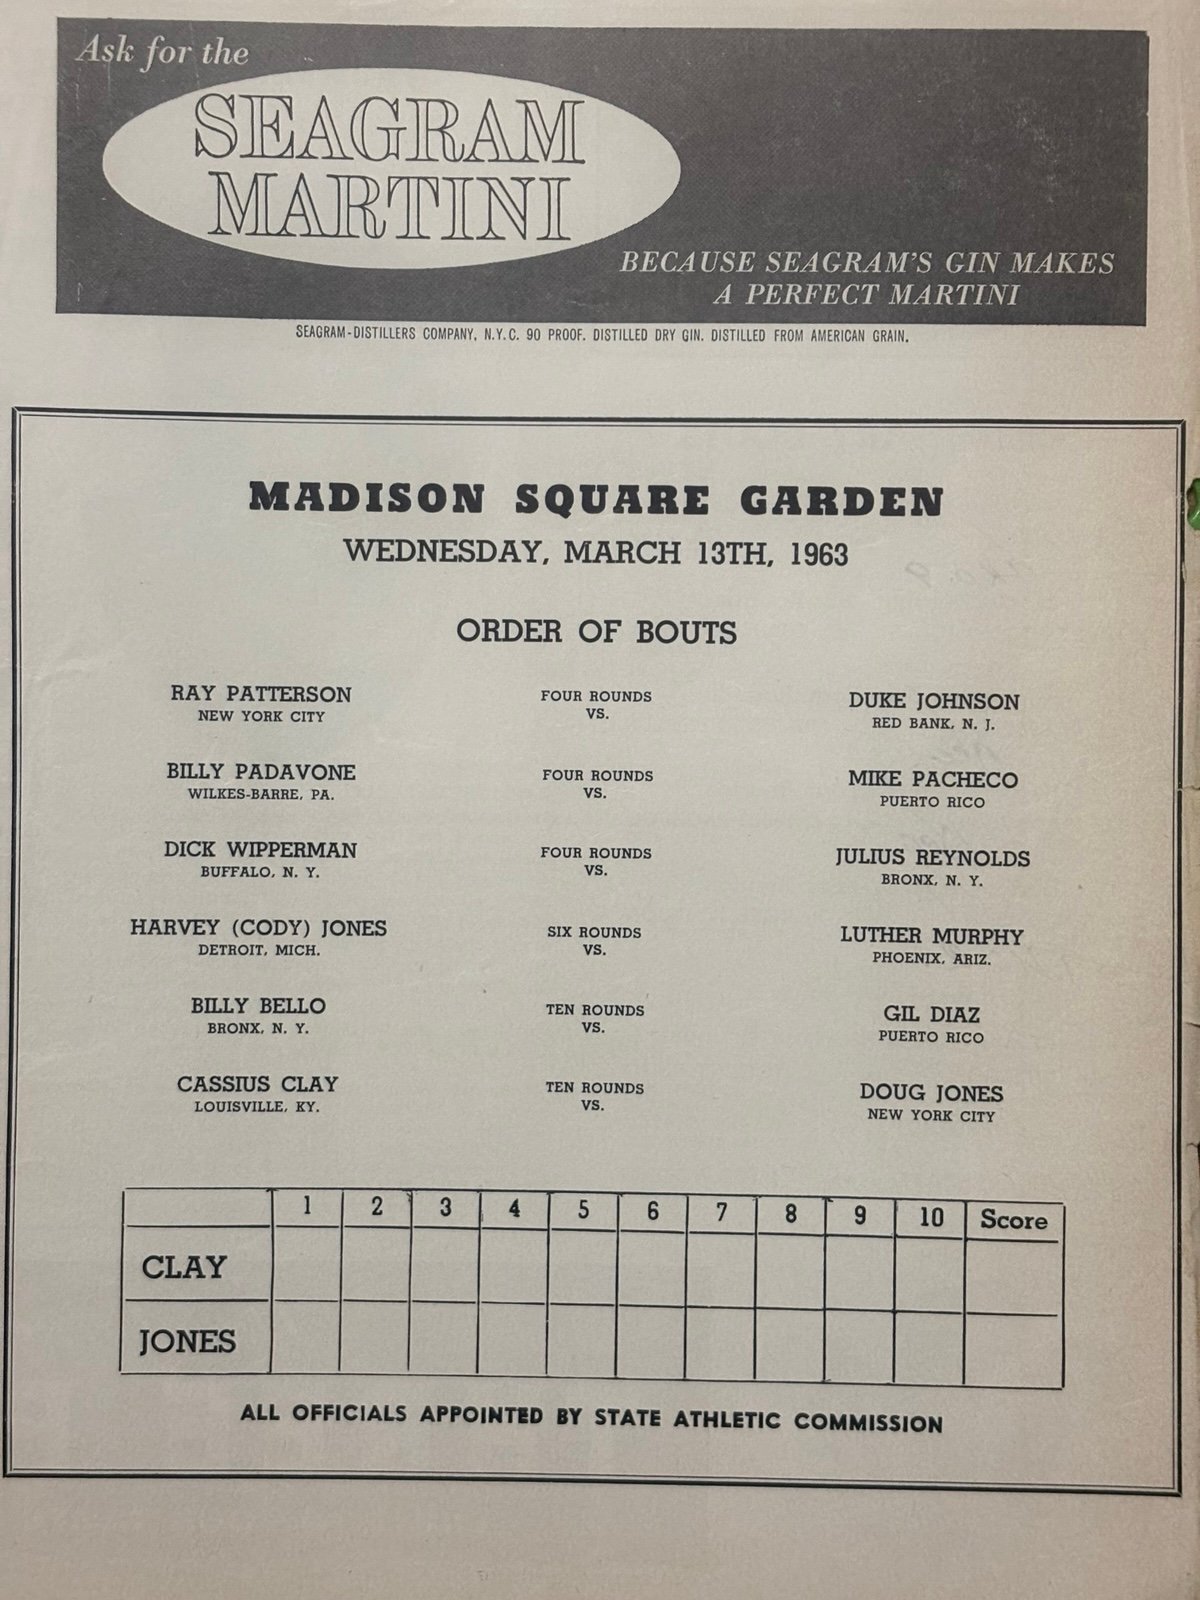 Ask for the
SEAGRAM
MARTINI
BECAUSE SEAGRAM'S GIN MAKES
A PERFECT MARTINI
SEAGRAM-DISTILLERS COMPANY, N.Y.C. 90 PROOF. DISTILLED DRY GIN. DISTILLED FROM AMERICAN GRAIN.
MADISON SQUARE GARDEN
WEDNESDAY, MARCH 13TH, 1963
ORDER OF BOUTS
RAY PATTERSON FOUR ROUNDS DUKE JOHNSON
NEW YORK CITY VS. RED BANK, N. J.
BILLY PADAVONE FOUR ROUNDS MIKE PACHECO
WILKES-BARRE, PA. VS. PUERTO RICO
DICK WIPPERMAN FOUR ROUNDS JULIUS REYNOLDS
BUFFALO, N. Y. VS. BRONX, N. Y.
HARVEY (CODY) JONES SIX ROUNDS LUTHER MURPHY
DETROIT, MICH. VS. PHOENIX, ARIZ.
BILLY BELLO TEN ROUNDS GIL DIAZ
BRONX, N. Y. VS. PUERTO RICO
CASSIUS CLAY TEN ROUNDS DOUG JONES
LOUISVILLE, KY. VS. NEW YORK CITY
1 2 3 4 5 6 7 8 9 10 Score
CLAY
JONES
ALL OFFICIALS APPOINTED BY STATE ATHLETIC COMMISSION